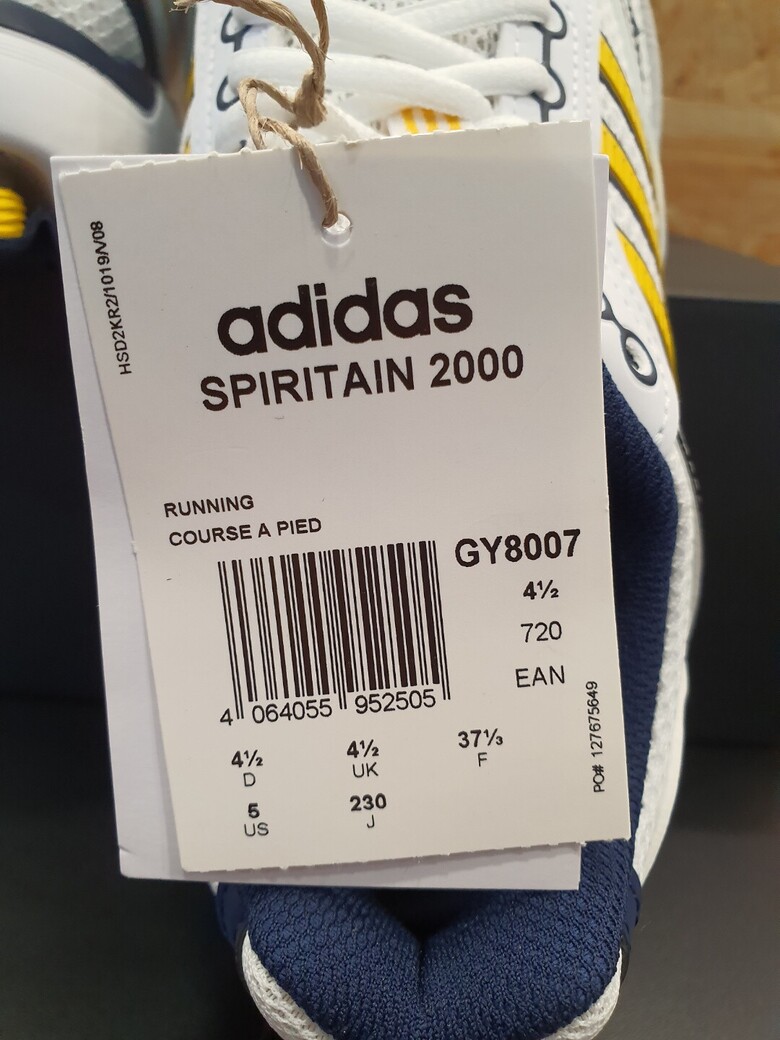 HSD2KR2/1019/V08
adidas
SPIRITAIN 2000
RUNNING
COURSE A PIED
GY8007
4½
720
EAN
4 064055 952505
PO# 127675649
4½ 4½ 37⅓
D UK F
5 230
US J